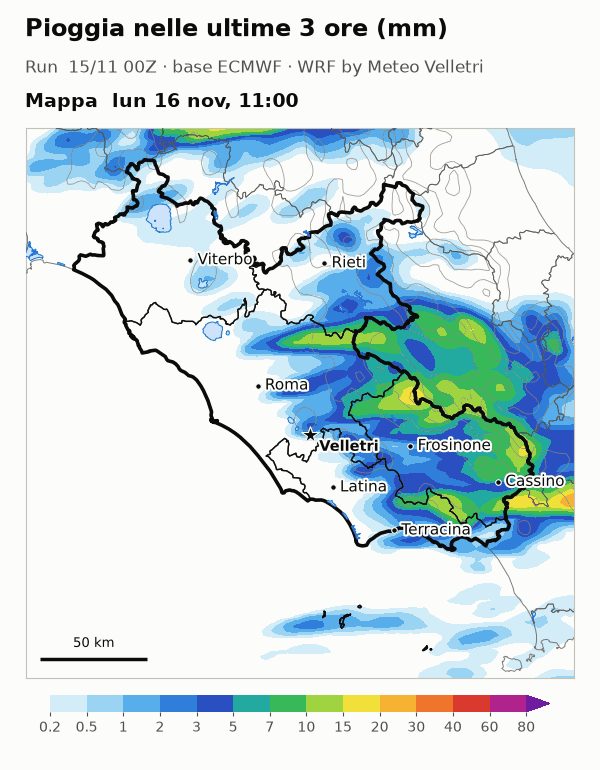 Pioggia nelle ultime 3 ore (mm)
Run  15/11 00Z · base ECMWF · WRF by Meteo Velletri
Mappa  lun 16 nov, 11:00
Viterbo
Rieti
Roma
Velletri
Frosinone
Cassino
Latina
Terracina
50 km
0.2 0.5 1 2 3 5 7 10 15 20 30 40 60 80